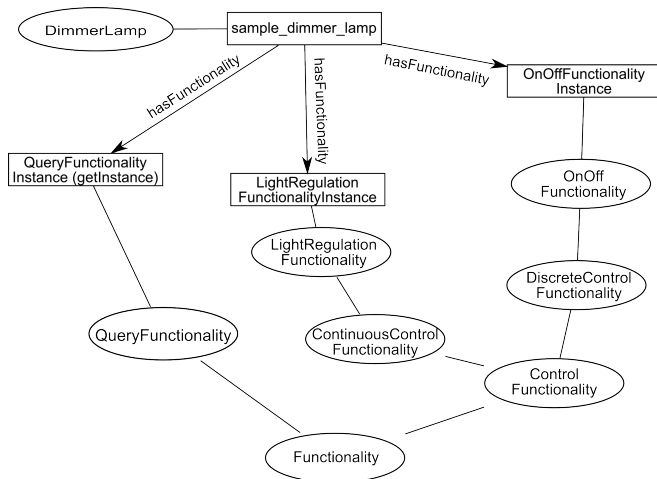 DimmerLamp
sample_dimmer_lamp
hasFunctionality
hasFunctionality
hasFunctionality
OnOffFunctionality
Instance
QueryFunctionality
Instance (getInstance)
LightRegulation
FunctionalityInstance
OnOff
Functionality
LightRegulation
Functionality
DiscreteControl
Functionality
QueryFunctionality
ContinuousControl
Functionality
Control
Functionality
Functionality